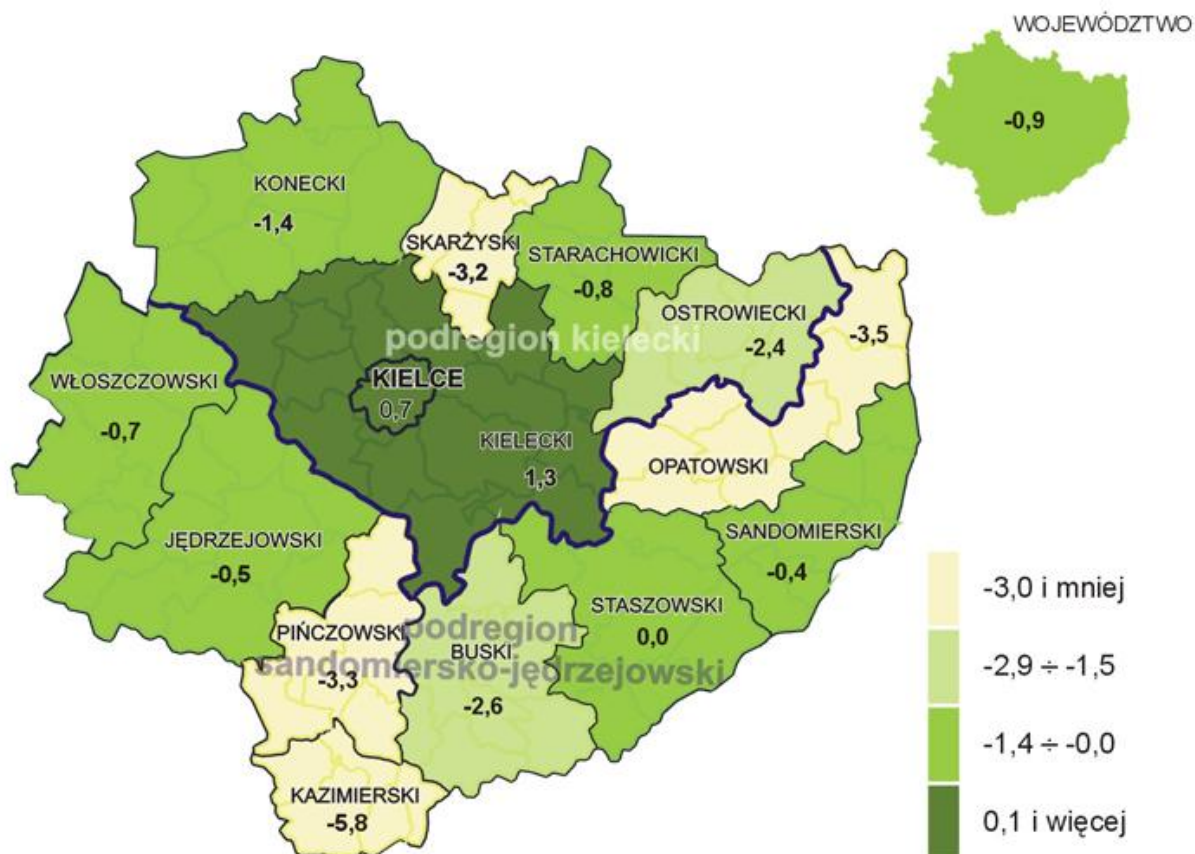 WOJEWÓDZTWO
-0,9
KONECKI
-1,4
SKARŻYSKI
-3,2
STARACHOWICKI
-0,8
OSTROWIECKI
-2,4
-3,5
podregion kielecki
WŁOSZCZOWSKI
-0,7
KIELCE
0,7
KIELECKI
1,3
OPATOWSKI
JĘDRZEJOWSKI
-0,5
SANDOMIERSKI
-0,4
STASZOWSKI
0,0
PIŃCZOWSKI
-3,3
podregion
sandomiersko-jędrzejowski
BUSKI
-2,6
KAZIMIERSKI
-5,8
-3,0 i mniej
-2,9 ÷ -1,5
-1,4 ÷ -0,0
0,1 i więcej